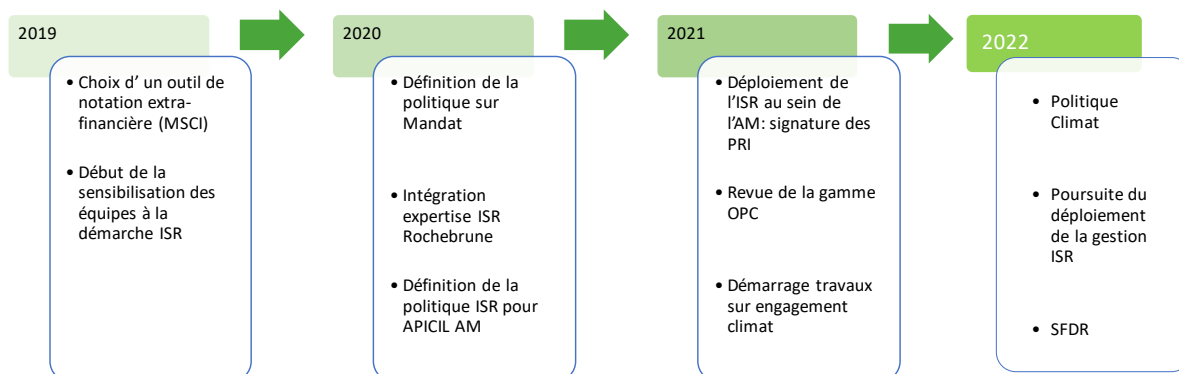 2019
• Choix d’ un outil de
notation extra-
financière (MSCI)
• Début de la
sensibilisation des
équipes à la
démarche ISR
2020
• Définition de la
politique sur
Mandat
• Intégration
expertise ISR
Rochebrune
• Définition de la
politique ISR pour
APICIL AM
2021
• Déploiement de
l’ISR au sein de
l’AM: signature des
PRI
• Revue de la gamme
OPC
• Démarrage travaux
sur engagement
climat
2022
• Politique
Climat
• Poursuite du
déploiement
de la gestion
ISR
• SFDR